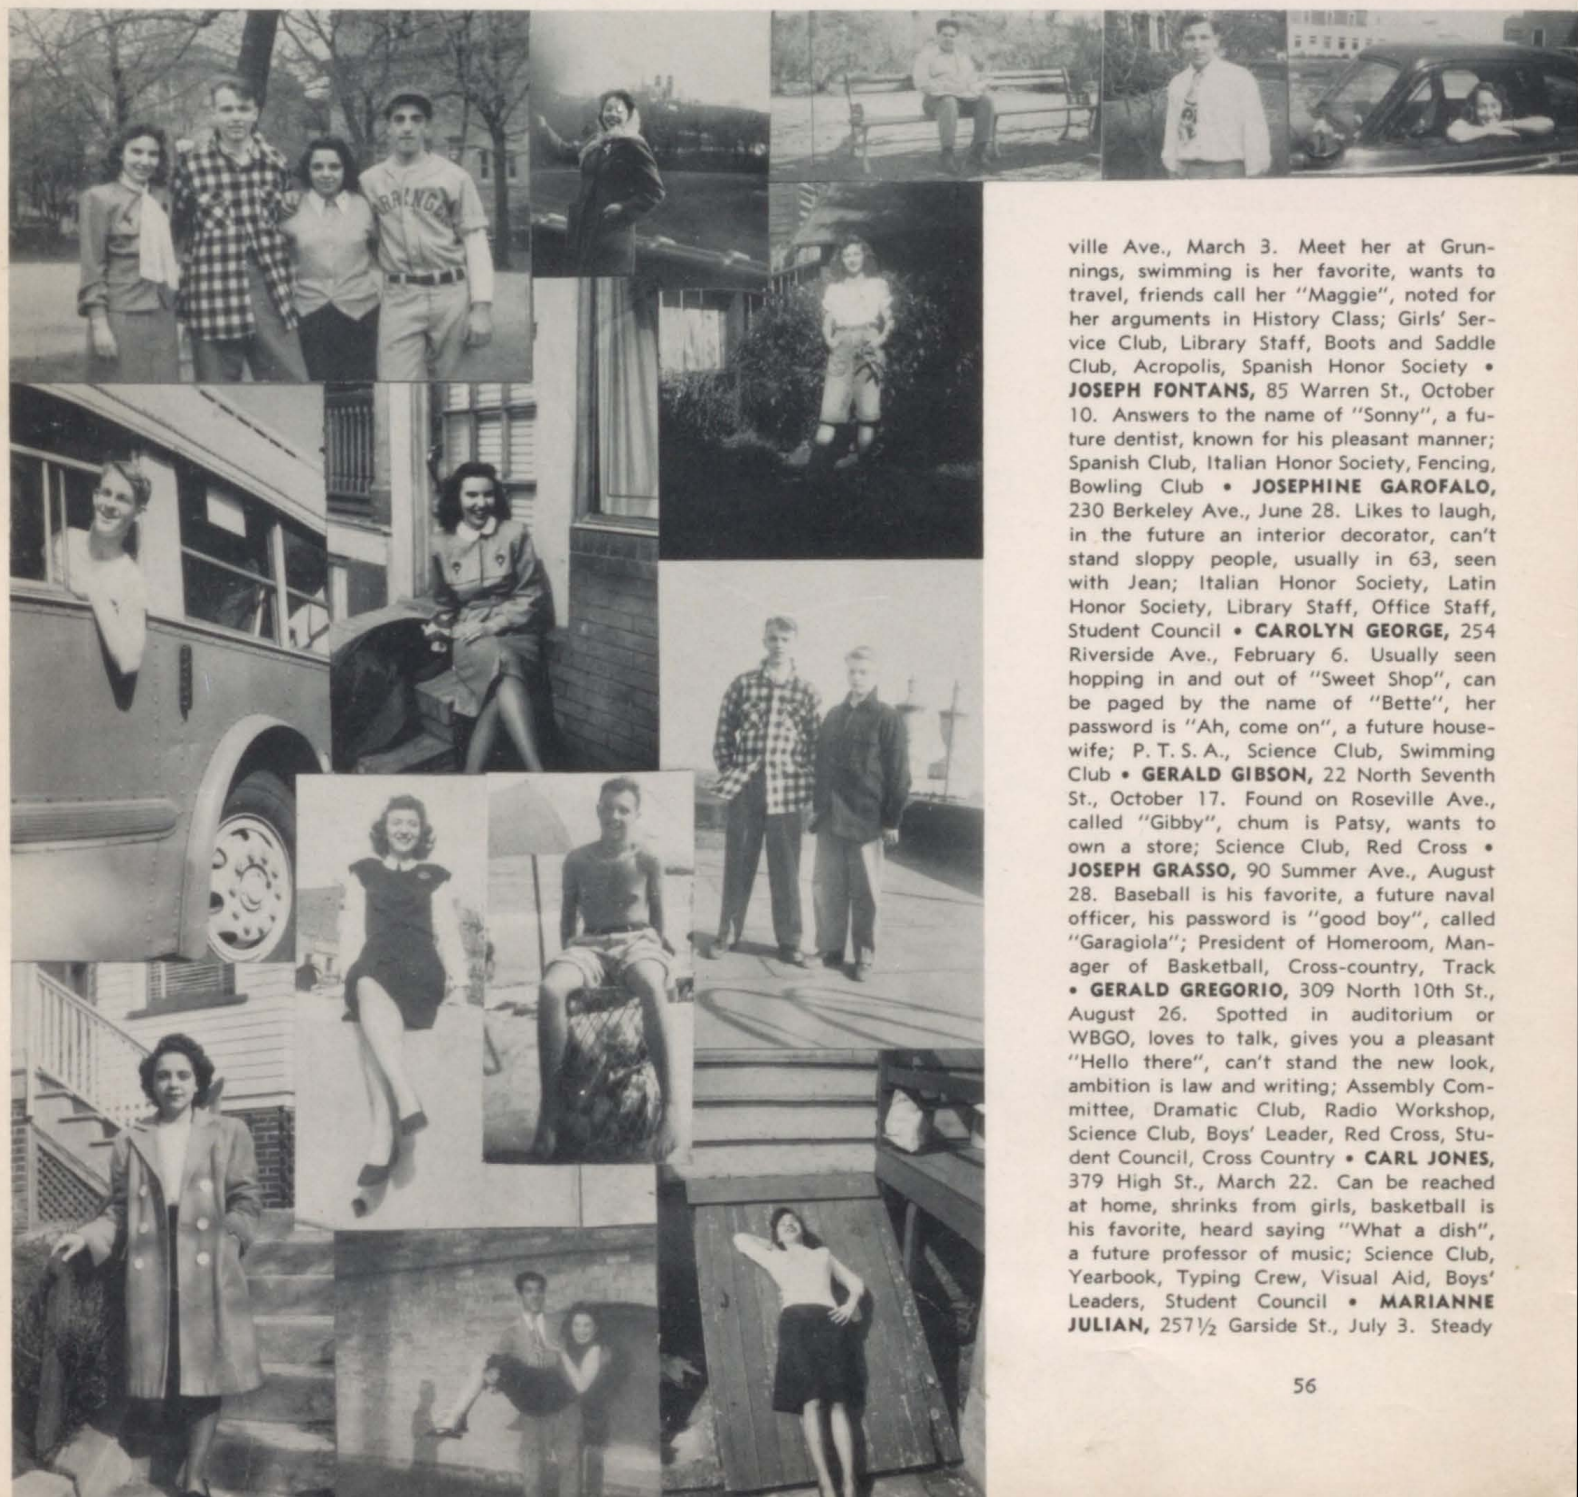 RRINGE
ville Ave., March 3. Meet her at Grun-
nings, swimming is her favorite, wants to
travel, friends call her "Maggie", noted for
her arguments in History Class; Girls' Ser-
vice Club, Library Staff, Boots and Saddle
Club, Acropolis, Spanish Honor Society •
JOSEPH FONTANS, 85 Warren St., October
10. Answers to the name of "Sonny", a fu-
ture dentist, known for his pleasant manner;
Spanish Club, Italian Honor Society, Fencing,
Bowling Club • JOSEPHINE GAROFALO,
230 Berkeley Ave., June 28. Likes to laugh,
in the future an interior decorator, can't
stand sloppy people, usually in 63, seen
with Jean; Italian Honor Society, Latin
Honor Society, Library Staff, Office Staff,
Student Council • CAROLYN GEORGE, 254
Riverside Ave., February 6. Usually seen
hopping in and out of "Sweet Shop", can
be paged by the name of "Bette", her
password is "Ah, come on", a future house-
wife; P. T. S. A., Science Club, Swimming
Club • GERALD GIBSON, 22 North Seventh
St., October 17. Found on Roseville Ave.,
called "Gibby", chum is Patsy, wants to
own a store; Science Club, Red Cross •
JOSEPH GRASSO, 90 Summer Ave., August
28. Baseball is his favorite, a future naval
officer, his password is "good boy", called
"Garagiola"; President of Homeroom, Man-
ager of Basketball, Cross-country, Track
• GERALD GREGORIO, 309 North 10th St.,
August 26. Spotted in auditorium or
WBGO, loves to talk, gives you a pleasant
"Hello there", can't stand the new look,
ambition is law and writing; Assembly Com-
mittee, Dramatic Club, Radio Workshop,
Science Club, Boys' Leader, Red Cross, Stu-
dent Council, Cross Country • CARL JONES,
379 High St., March 22. Can be reached
at home, shrinks from girls, basketball is
his favorite, heard saying "What a dish",
a future professor of music; Science Club,
Yearbook, Typing Crew, Visual Aid, Boys'
Leaders, Student Council • MARIANNE
JULIAN, 257½ Garside St., July 3. Steady
56